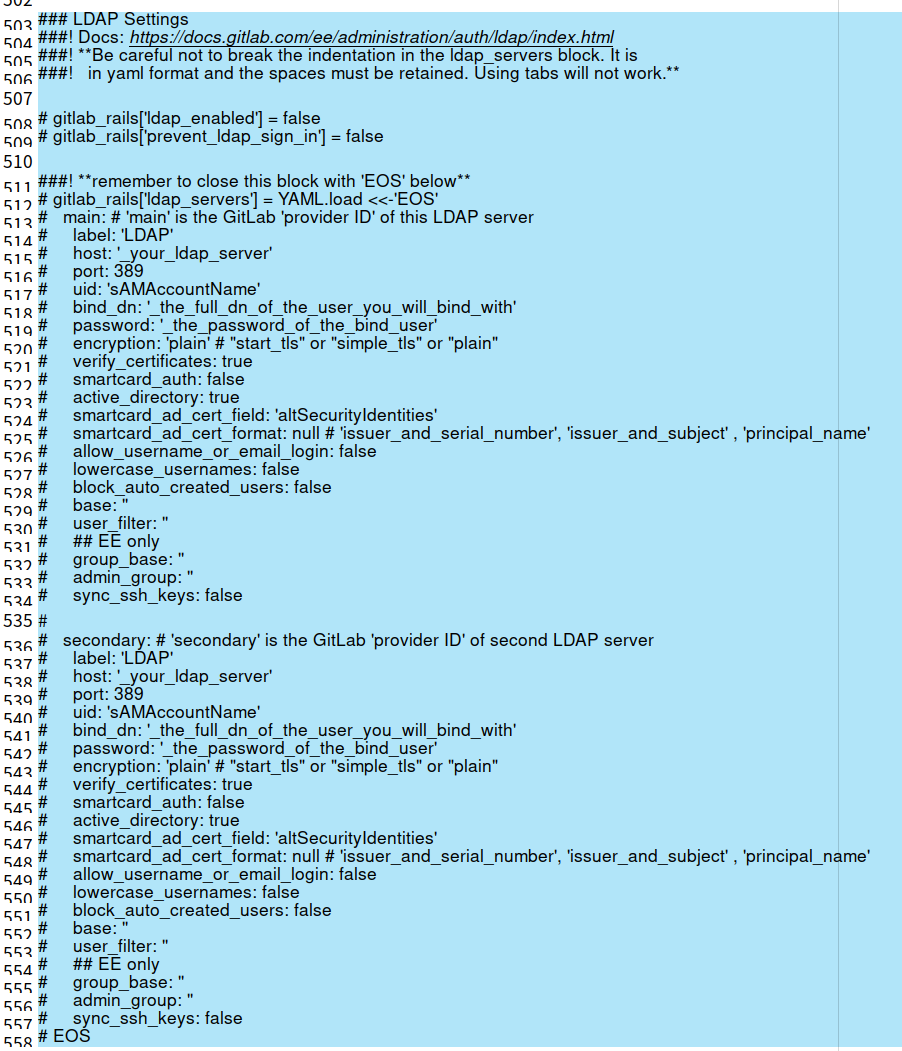 502
503 ### LDAP Settings
504 ###! Docs: https://docs.gitlab.com/ee/administration/auth/ldap/index.html
505 ###! **Be careful not to break the indentation in the ldap_servers block. It is
506 ###!   in yaml format and the spaces must be retained. Using tabs will not work.**
507
508 # gitlab_rails['ldap_enabled'] = false
509 # gitlab_rails['prevent_ldap_sign_in'] = false
510
511 ###! **remember to close this block with 'EOS' below**
512 # gitlab_rails['ldap_servers'] = YAML.load <<-'EOS'
513 #   main: # 'main' is the GitLab 'provider ID' of this LDAP server
514 #     label: 'LDAP'
515 #     host: '_your_ldap_server'
516 #     port: 389
517 #     uid: 'sAMAccountName'
518 #     bind_dn: '_the_full_dn_of_the_user_you_will_bind_with'
519 #     password: '_the_password_of_the_bind_user'
520 #     encryption: 'plain' # "start_tls" or "simple_tls" or "plain"
521 #     verify_certificates: true
522 #     smartcard_auth: false
523 #     active_directory: true
524 #     smartcard_ad_cert_field: 'altSecurityIdentities'
525 #     smartcard_ad_cert_format: null # 'issuer_and_serial_number', 'issuer_and_subject' , 'principal_name'
526 #     allow_username_or_email_login: false
527 #     lowercase_usernames: false
528 #     block_auto_created_users: false
529 #     base: ''
530 #     user_filter: ''
531 #     ## EE only
532 #     group_base: ''
533 #     admin_group: ''
534 #     sync_ssh_keys: false
535 #
536 #   secondary: # 'secondary' is the GitLab 'provider ID' of second LDAP server
537 #     label: 'LDAP'
538 #     host: '_your_ldap_server'
539 #     port: 389
540 #     uid: 'sAMAccountName'
541 #     bind_dn: '_the_full_dn_of_the_user_you_will_bind_with'
542 #     password: '_the_password_of_the_bind_user'
543 #     encryption: 'plain' # "start_tls" or "simple_tls" or "plain"
544 #     verify_certificates: true
545 #     smartcard_auth: false
546 #     active_directory: true
547 #     smartcard_ad_cert_field: 'altSecurityIdentities'
548 #     smartcard_ad_cert_format: null # 'issuer_and_serial_number', 'issuer_and_subject' , 'principal_name'
549 #     allow_username_or_email_login: false
550 #     lowercase_usernames: false
551 #     block_auto_created_users: false
552 #     base: ''
553 #     user_filter: ''
554 #     ## EE only
555 #     group_base: ''
556 #     admin_group: ''
557 #     sync_ssh_keys: false
558 # EOS